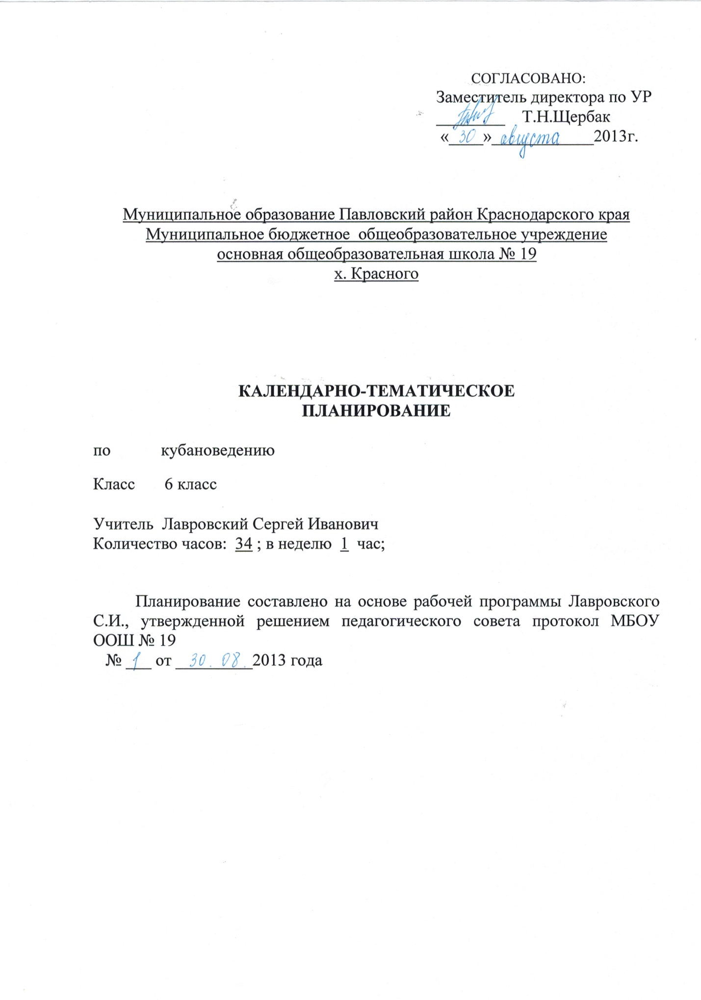 СОГЛАСОВАНО:
Заместитель директора по УР
________ Т.Н.Щербак
«30» августа 2013г.
Муниципальное образование Павловский район Краснодарского края
Муниципальное бюджетное общеобразовательное учреждение
основная общеобразовательная школа № 19
х. Красного
КАЛЕНДАРНО-ТЕМАТИЧЕСКОЕ
ПЛАНИРОВАНИЕ
по кубановедению
Класс 6 класс
Учитель Лавровский Сергей Иванович
Количество часов: 34 ; в неделю 1 час;
Планирование составлено на основе рабочей программы Лавровского
С.И., утвержденной решением педагогического совета протокол МБОУ
ООШ № 19
№ 1 от 30.08.2013 года